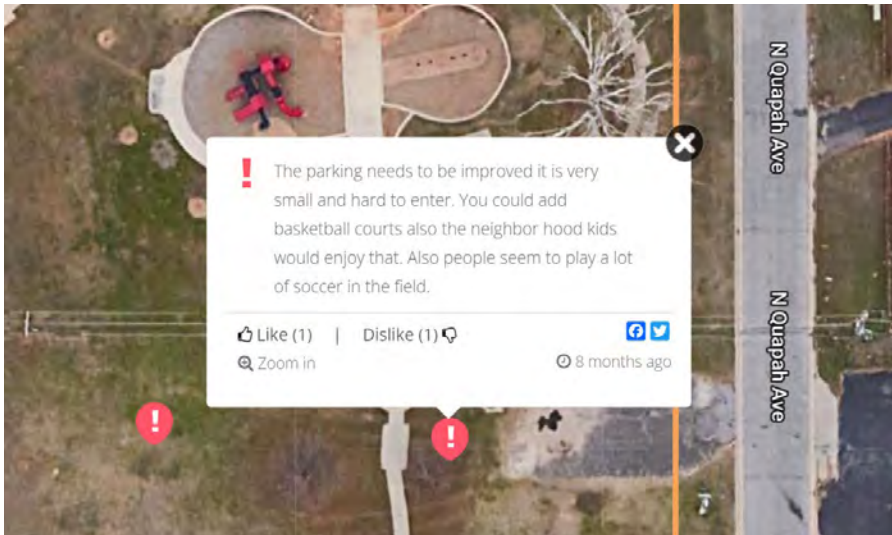 N Quapah Ave
The parking needs to be improved it is very
small and hard to enter. You could add
basketball courts also the neighbor hood kids
would enjoy that. Also people seem to play a lot
of soccer in the field.
Like (1) | Dislike (1)
Zoom in
8 months ago
N Quapah Ave